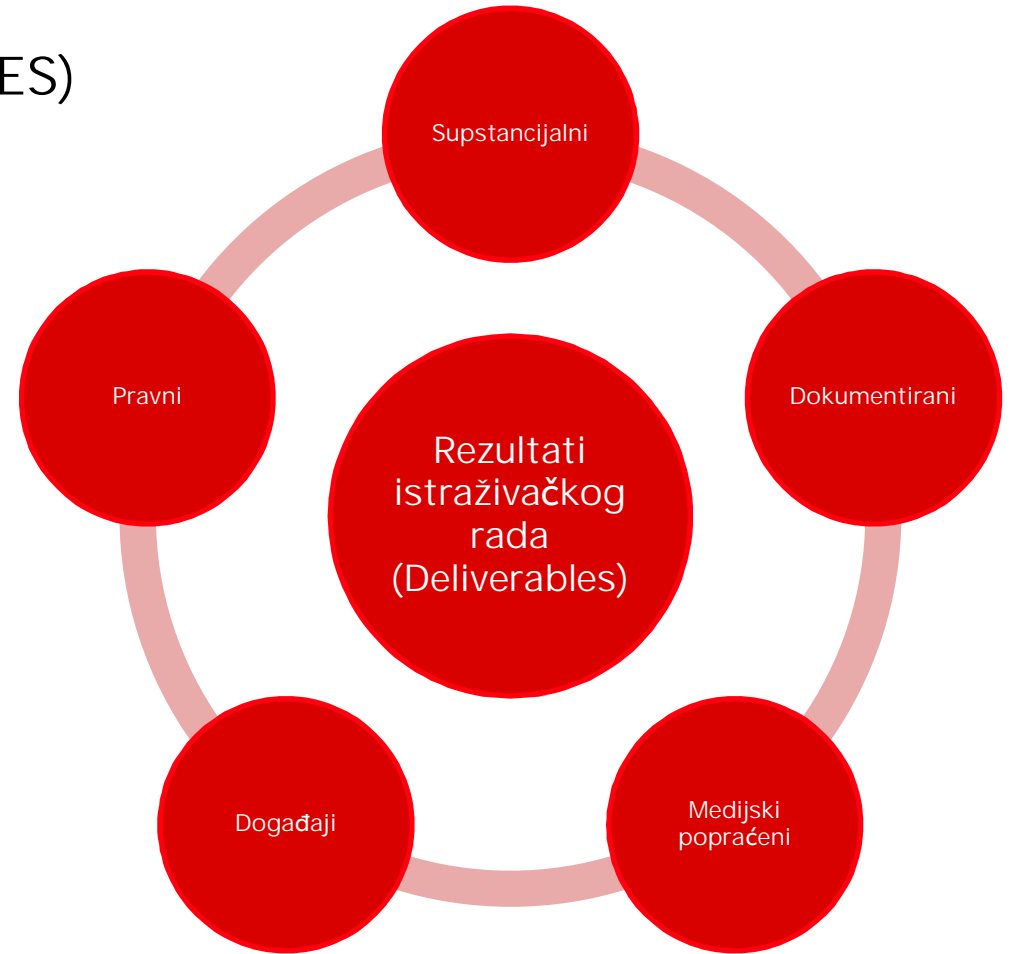 ES)
Supstancijalni
Pravni
Dokumentirani
Rezultati
istraživačkog
rada
(Deliverables)
Događaji
Medijski
popraćeni